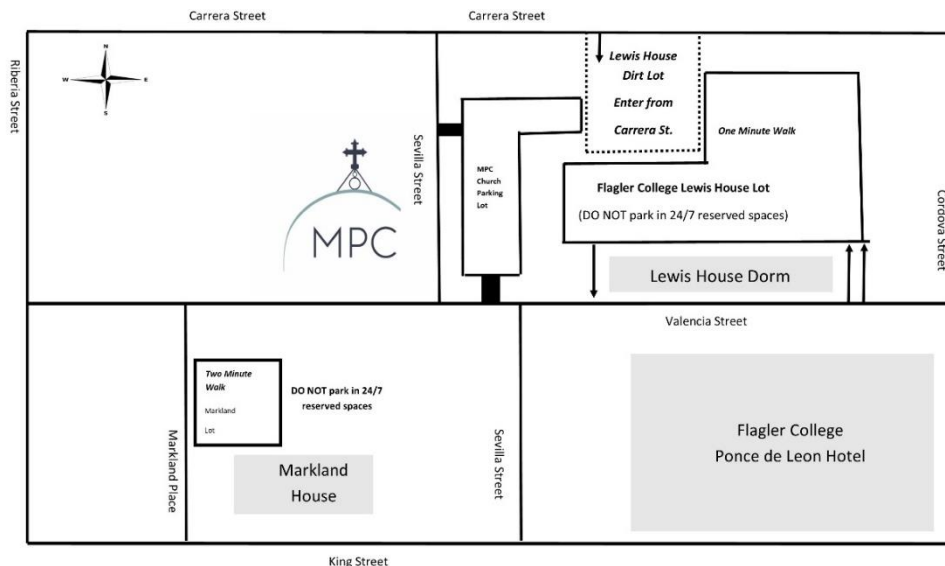 Carrera Street
Carrera Street
Riberia Street
N
W
E
S
Sevilla Street
MPC
MPC
Church
Parking
Lot
Lewis House
Dirt Lot
Enter from
Carrera St.
One Minute Walk
Flagler College Lewis House Lot
(DO NOT park in 24/7 reserved spaces)
Cordova Street
Lewis House Dorm
Valencia Street
Two Minute
Walk
Markland
Lot
DO NOT park in 24/7
reserved spaces
Markland Place
Markland
House
Sevilla Street
Flagler College
Ponce de Leon Hotel
King Street